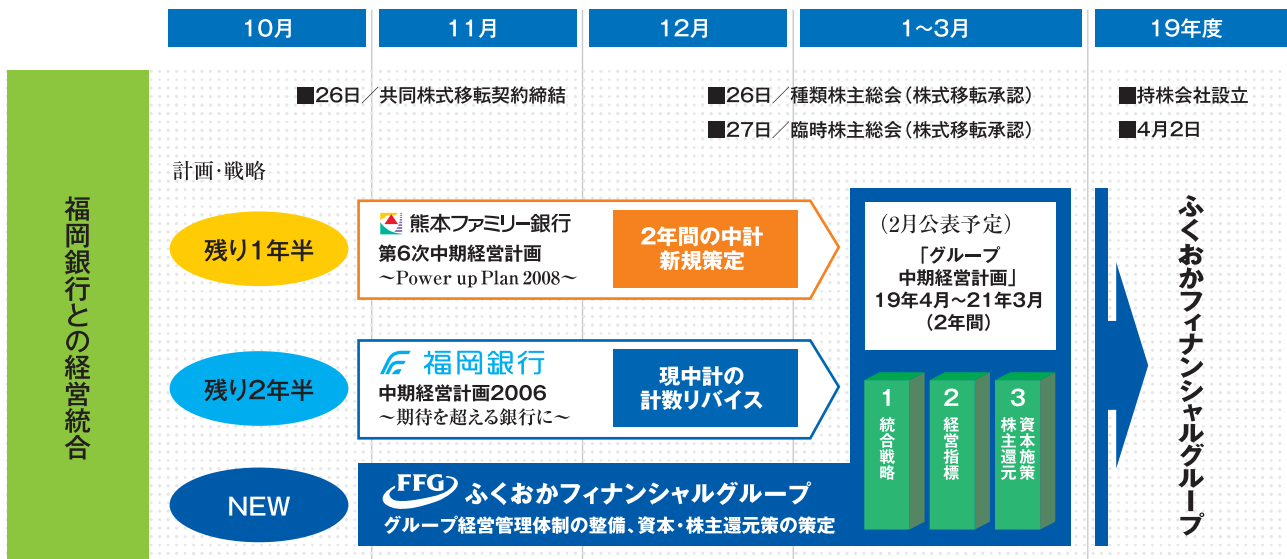 10月
11月
12月
1〜3月
19年度
福岡銀行との経営統合
■26日／共同株式移転契約締結
■26日／種類株主総会（株式移転承認）
■27日／臨時株主総会（株式移転承認）
■持株会社設立
■4月2日
計画・戦略
残り1年半
熊本ファミリー銀行
第6次中期経営計画
〜Power up Plan 2008〜
2年間の中計
新規策定
残り2年半
福岡銀行
中期経営計画2006
〜期待を超える銀行に〜
現中計の
計数リバイス
NEW
FFG ふくおかフィナンシャルグループ
グループ経営管理体制の整備、資本・株主還元策の策定
（2月公表予定）
「グループ
中期経営計画」
19年4月〜21年3月
（2年間）
1
統合戦略
2
経営指標
3
資本施策
株主還元
ふくおかフィナンシャルグループ